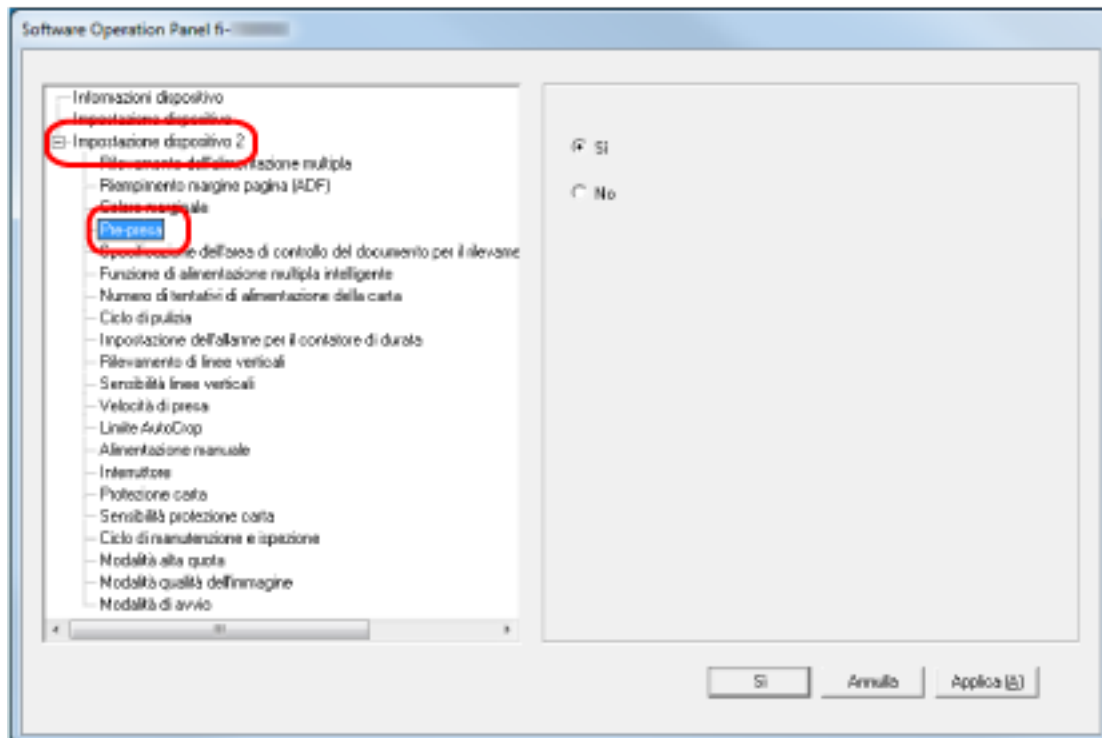 Software Operation Panel fi-
Informazioni dispositivo
Impostazione dispositivo
Impostazione dispositivo 2
Rilevamento dell'alimentazione multipla
Riempimento margine pagina (ADF)
Colore marginale
Pre-presa
Specificazione dell'area di controllo del documento per il rilevame
Funzione di alimentazione multipla intelligente
Numero di tentativi di alimentazione della carta
Ciclo di pulizia
Impostazione dell'allarme per il contatore di durata
Rilevamento di linee verticali
Sensibilità linee verticali
Velocità di presa
Limite AutoCrop
Alimentazione manuale
Interruttore
Protezione carta
Sensibilità protezione carta
Ciclo di manutenzione e ispezione
Modalità alta quota
Modalità qualità dell'immagine
Modalità di avvio
Sì
No
Sì
Annulla
Applica (A)